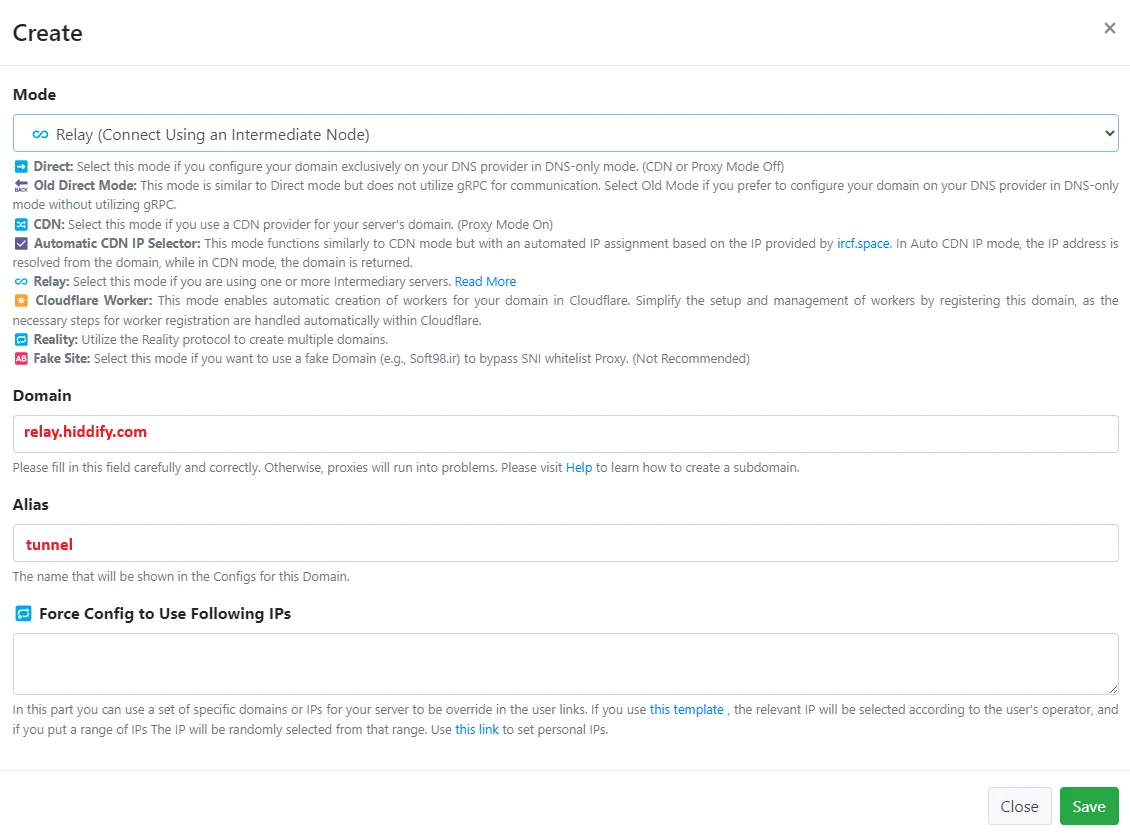 Create
×
Mode
Relay (Connect Using an Intermediate Node)
Direct: Select this mode if you configure your domain exclusively on your DNS provider in DNS-only mode. (CDN or Proxy Mode Off)
BACK Old Direct Mode: This mode is similar to Direct mode but does not utilize gRPC for communication. Select Old Mode if you prefer to configure your domain on your DNS provider in DNS-only
mode without utilizing gRPC.
CDN: Select this mode if you use a CDN provider for your server's domain. (Proxy Mode On)
Automatic CDN IP Selector: This mode functions similarly to CDN mode but with an automated IP assignment based on the IP provided by ircf.space. In Auto CDN IP mode, the IP address is
resolved from the domain, while in CDN mode, the domain is returned.
Relay: Select this mode if you are using one or more Intermediary servers. Read More
Cloudflare Worker: This mode enables automatic creation of workers for your domain in Cloudflare. Simplify the setup and management of workers by registering this domain, as the
necessary steps for worker registration are handled automatically within Cloudflare.
Reality: Utilize the Reality protocol to create multiple domains.
AB Fake Site: Select this mode if you want to use a fake Domain (e.g., Soft98.ir) to bypass SNI whitelist Proxy. (Not Recommended)
Domain
relay.hiddify.com
Please fill in this field carefully and correctly. Otherwise, proxies will run into problems. Please visit Help to learn how to create a subdomain.
Alias
tunnel
The name that will be shown in the Configs for this Domain.
Force Config to Use Following IPs
In this part you can use a set of specific domains or IPs for your server to be override in the user links. If you use this template , the relevant IP will be selected according to the user's operator, and
if you put a range of IPs The IP will be randomly selected from that range. Use this link to set personal IPs.
Close
Save